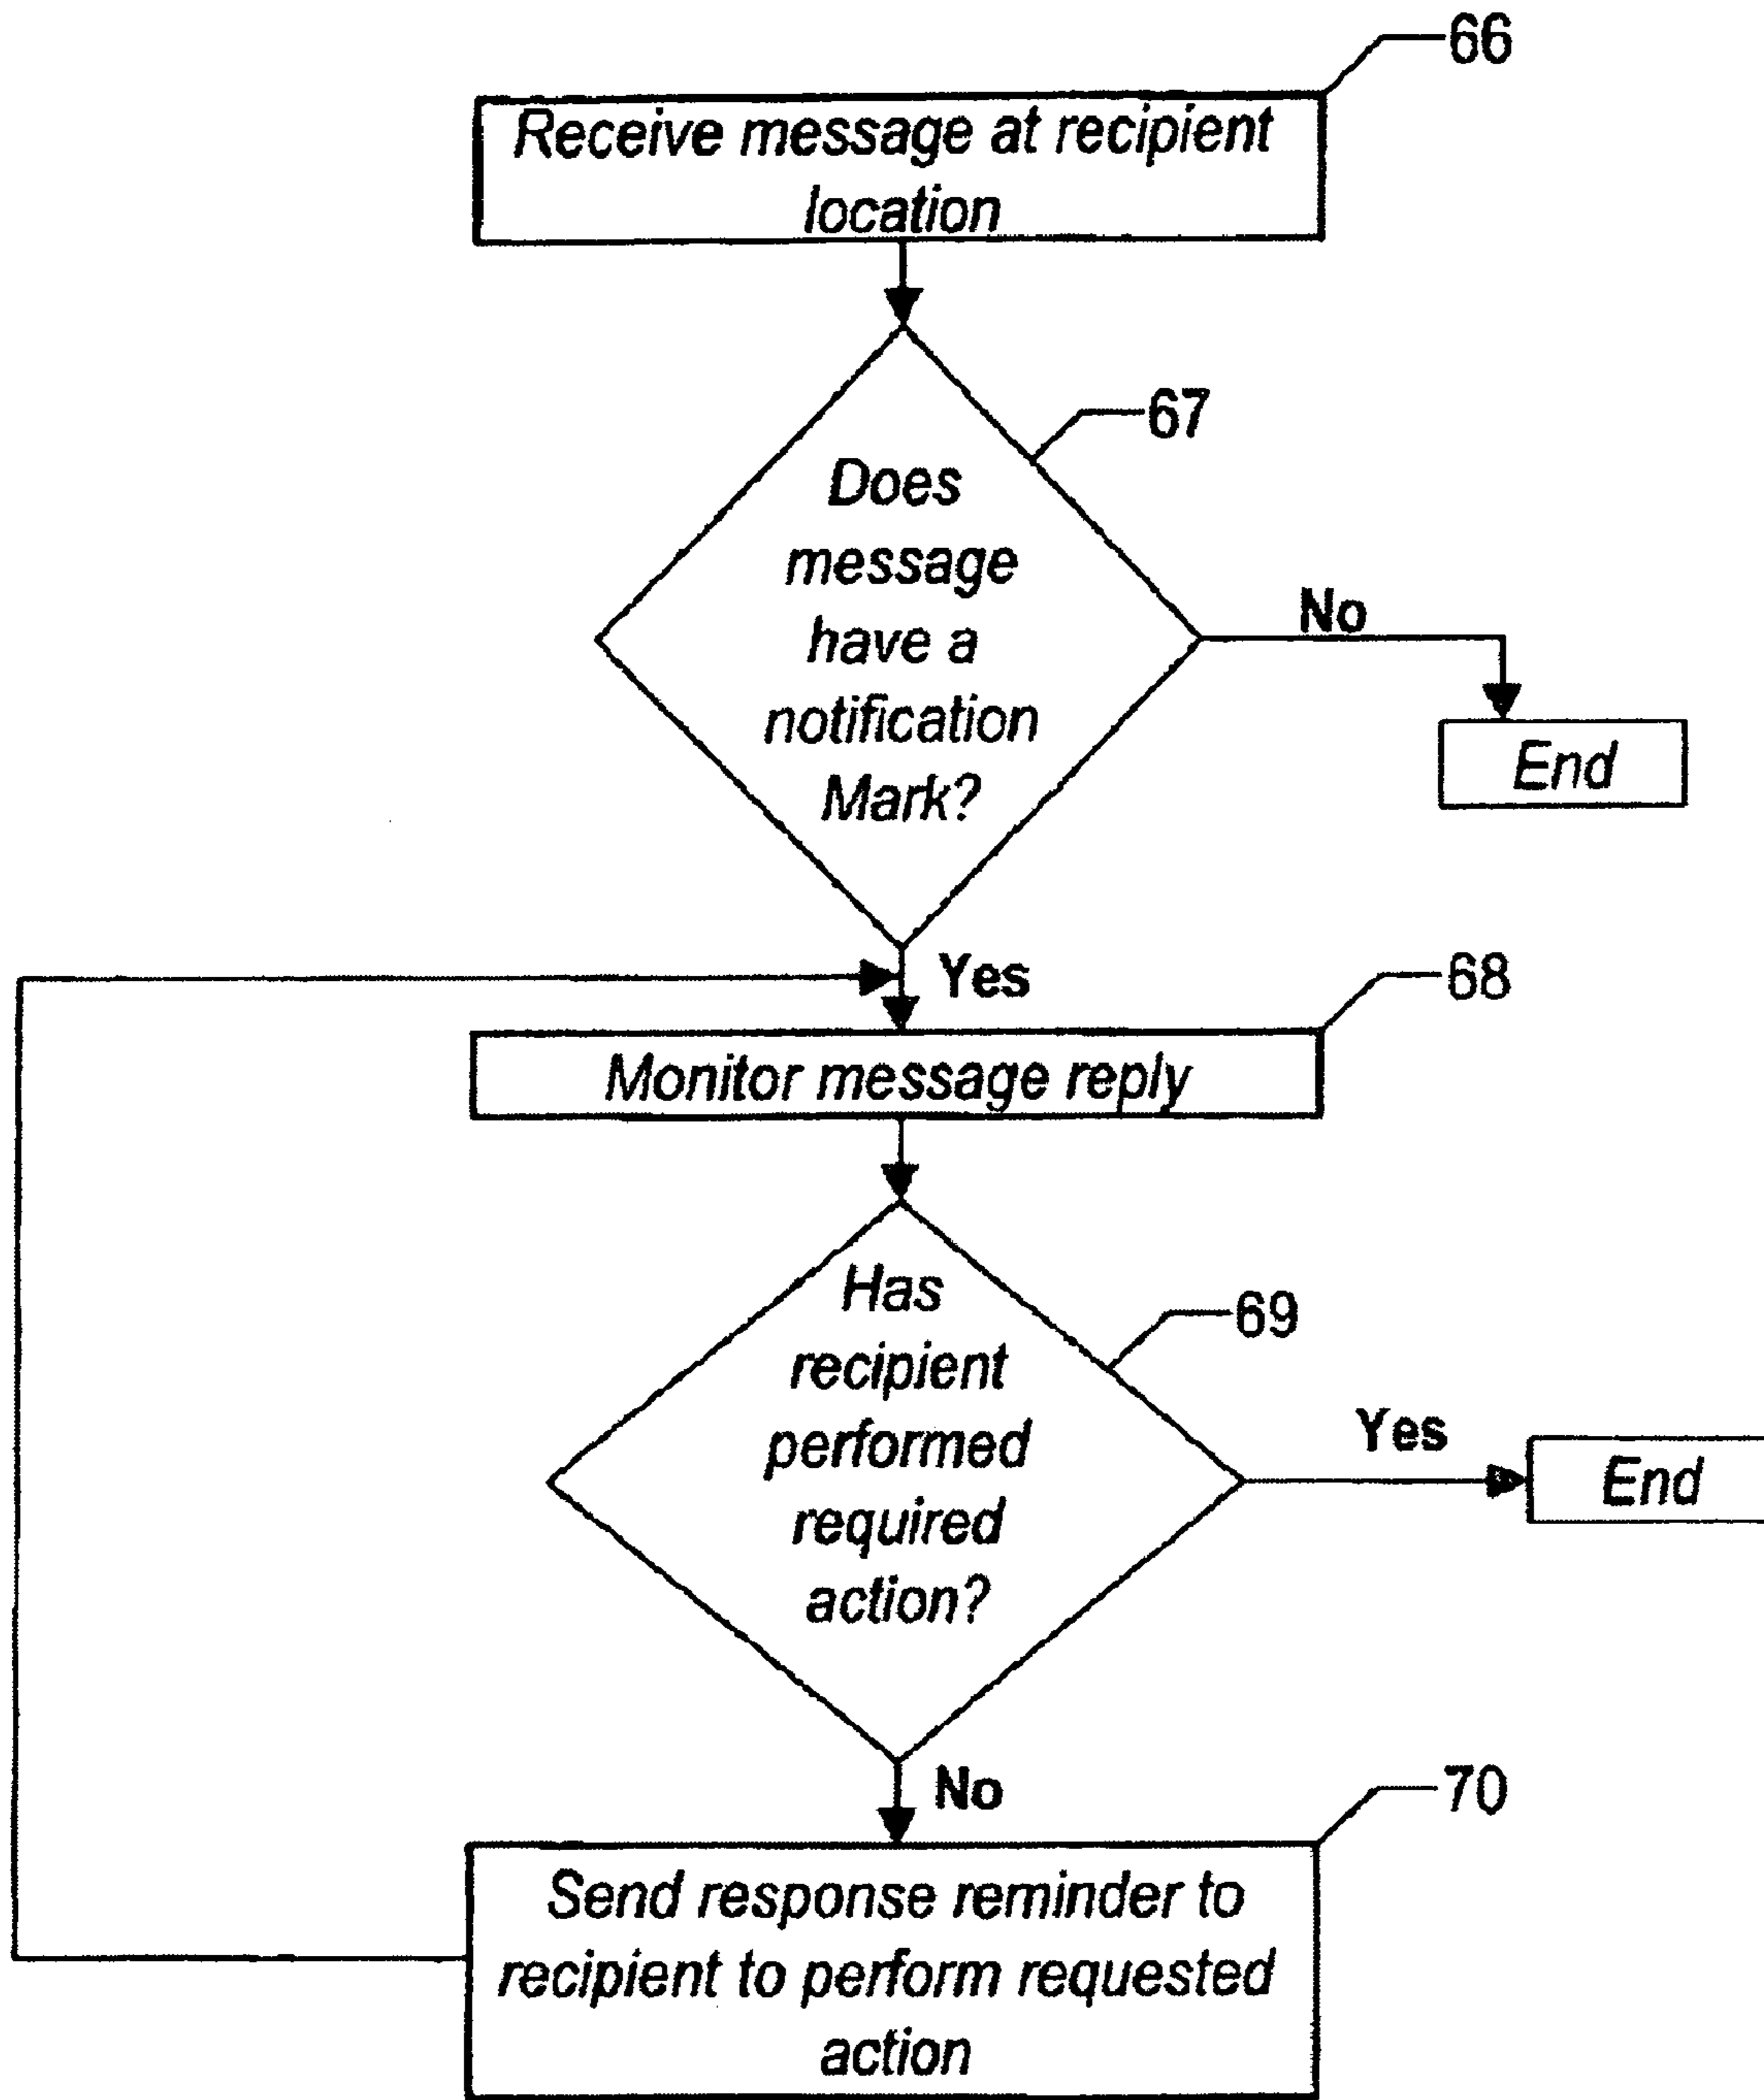 66
Receive message at recipient
location
67
Does
message
have a
notification
Mark?
No
End
Yes
68
Monitor message reply
69
Has
recipient
performed
required
action?
Yes
End
No
70
Send response reminder to
recipient to perform requested
action